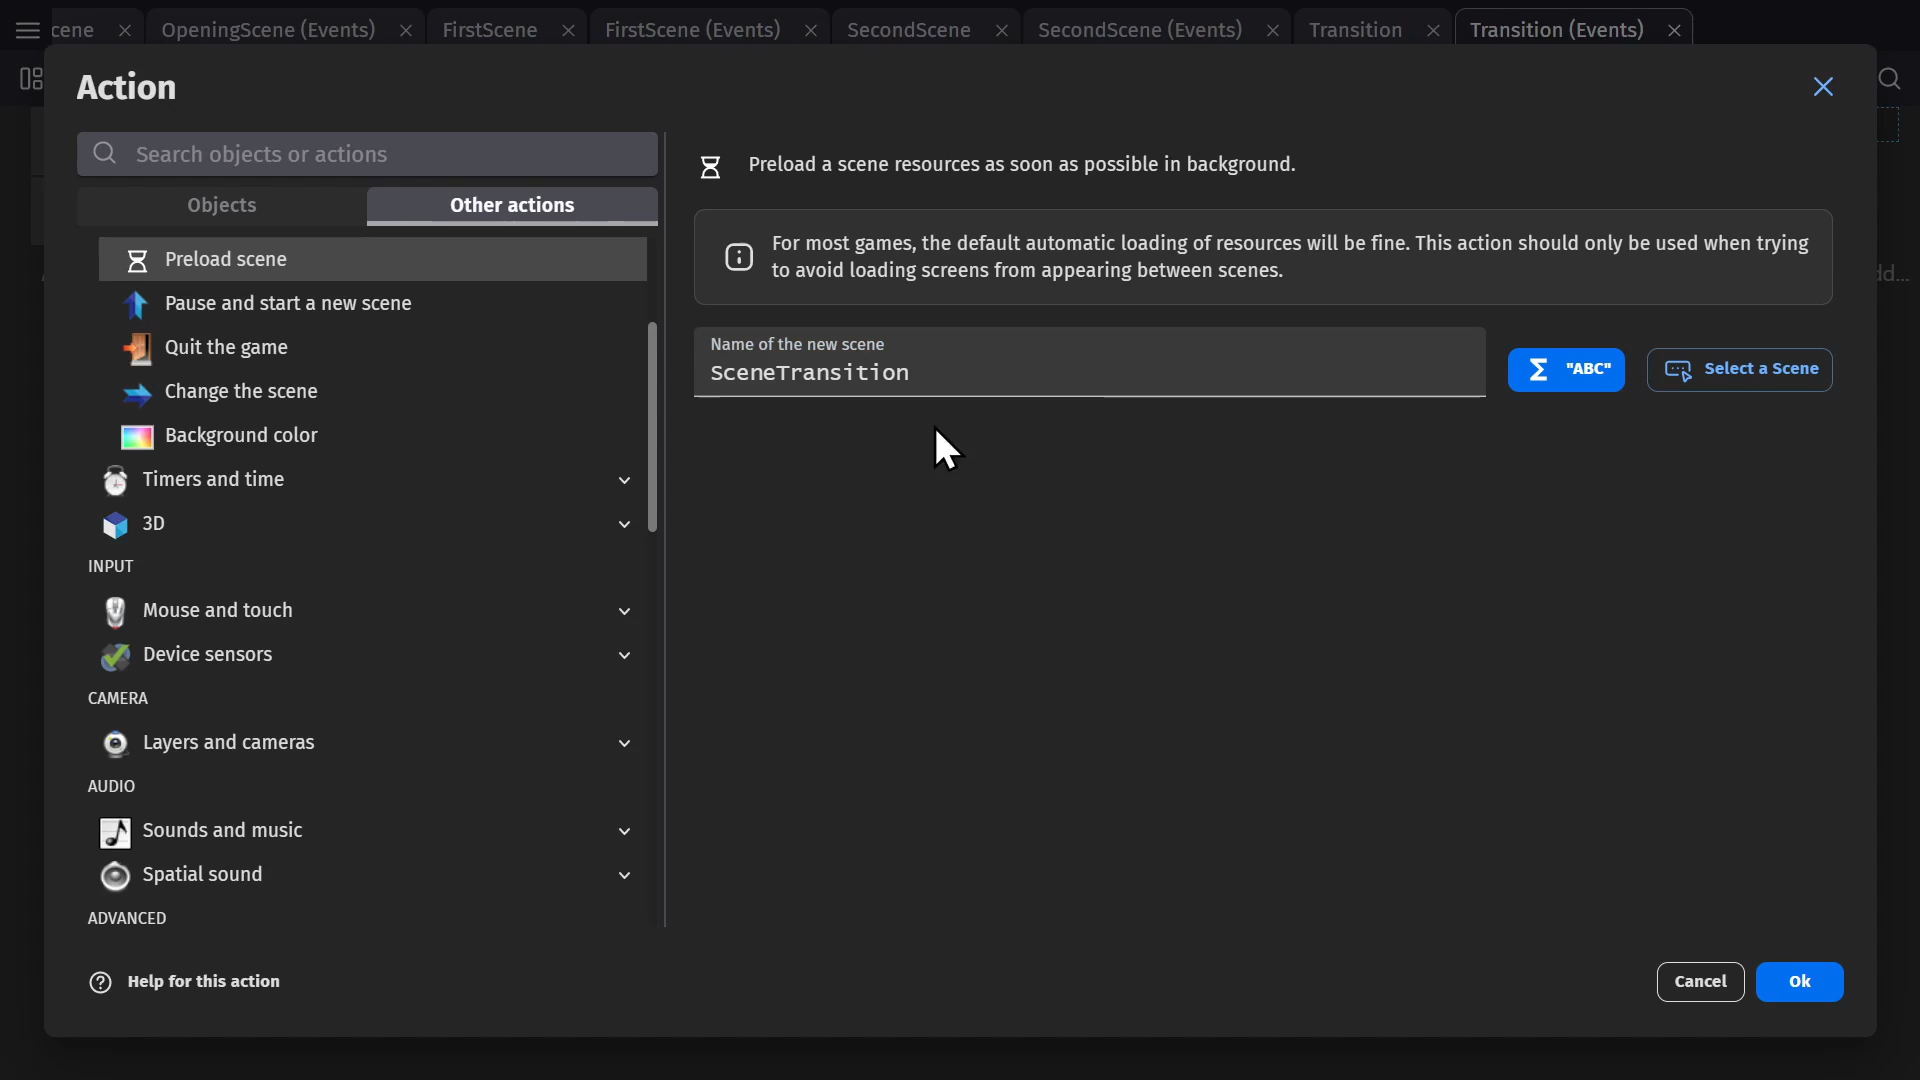 cene
OpeningScene (Events)
FirstScene
FirstScene (Events)
SecondScene
SecondScene (Events)
Transition
Transition (Events)
Action
Search objects or actions
Objects
Other actions
Preload scene
Pause and start a new scene
Quit the game
Change the scene
Background color
Timers and time
3D
INPUT
Mouse and touch
Device sensors
CAMERA
Layers and cameras
AUDIO
Sounds and music
Spatial sound
ADVANCED
Preload a scene resources as soon as possible in background.
For most games, the default automatic loading of resources will be fine. This action should only be used when trying
to avoid loading screens from appearing between scenes.
Name of the new scene
SceneTransition
"ABC"
Select a Scene
dd...
Help for this action
Cancel
Ok